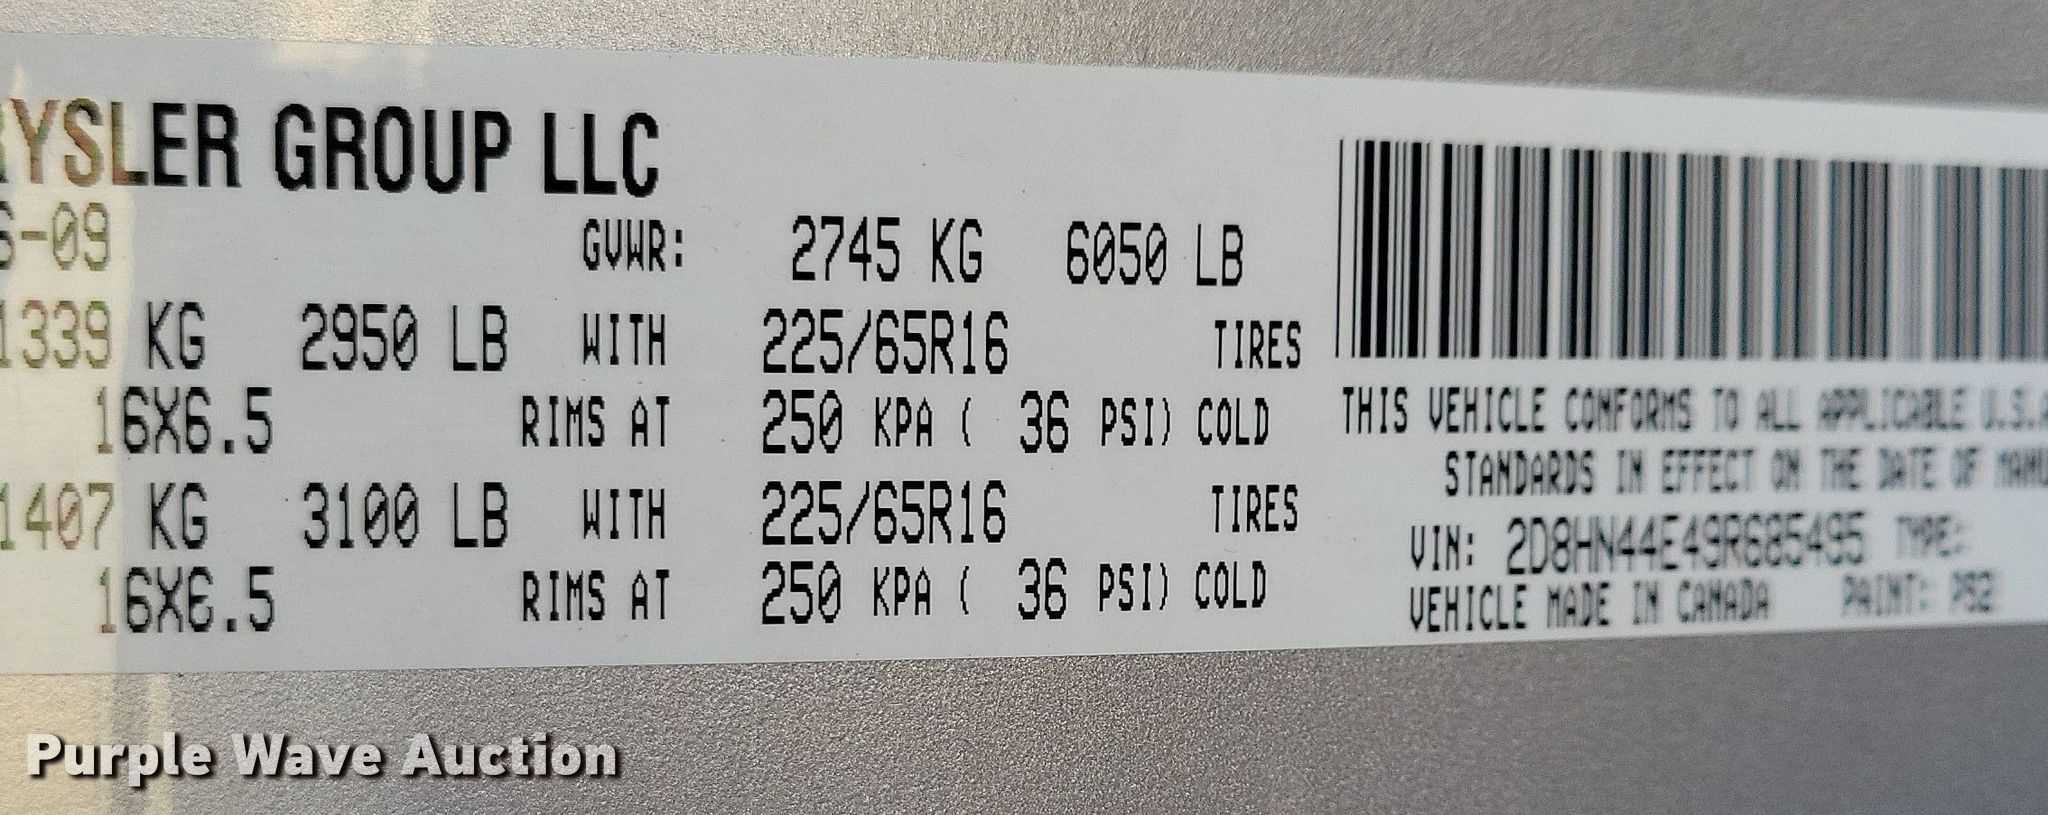 RYSLER GROUP LLC
6-09 GVWR: 2745 KG 6050 LB
1339 KG 2950 LB WITH 225/65R16 TIRES
16X6.5 RIMS AT 250 KPA ( 36 PSI) COLD
1407 KG 3100 LB WITH 225/65R16 TIRES
16X6.5 RIMS AT 250 KPA ( 36 PSI) COLD
THIS VEHICLE CONFORMS TO ALL APPLICABLE U.S.A
STANDARDS IN EFFECT ON THE DATE OF MANU
VIN: 2D8HN44E49R685495 TYPE:
VEHICLE MADE IN CANADA PAINT: PS2
Purple Wave Auction